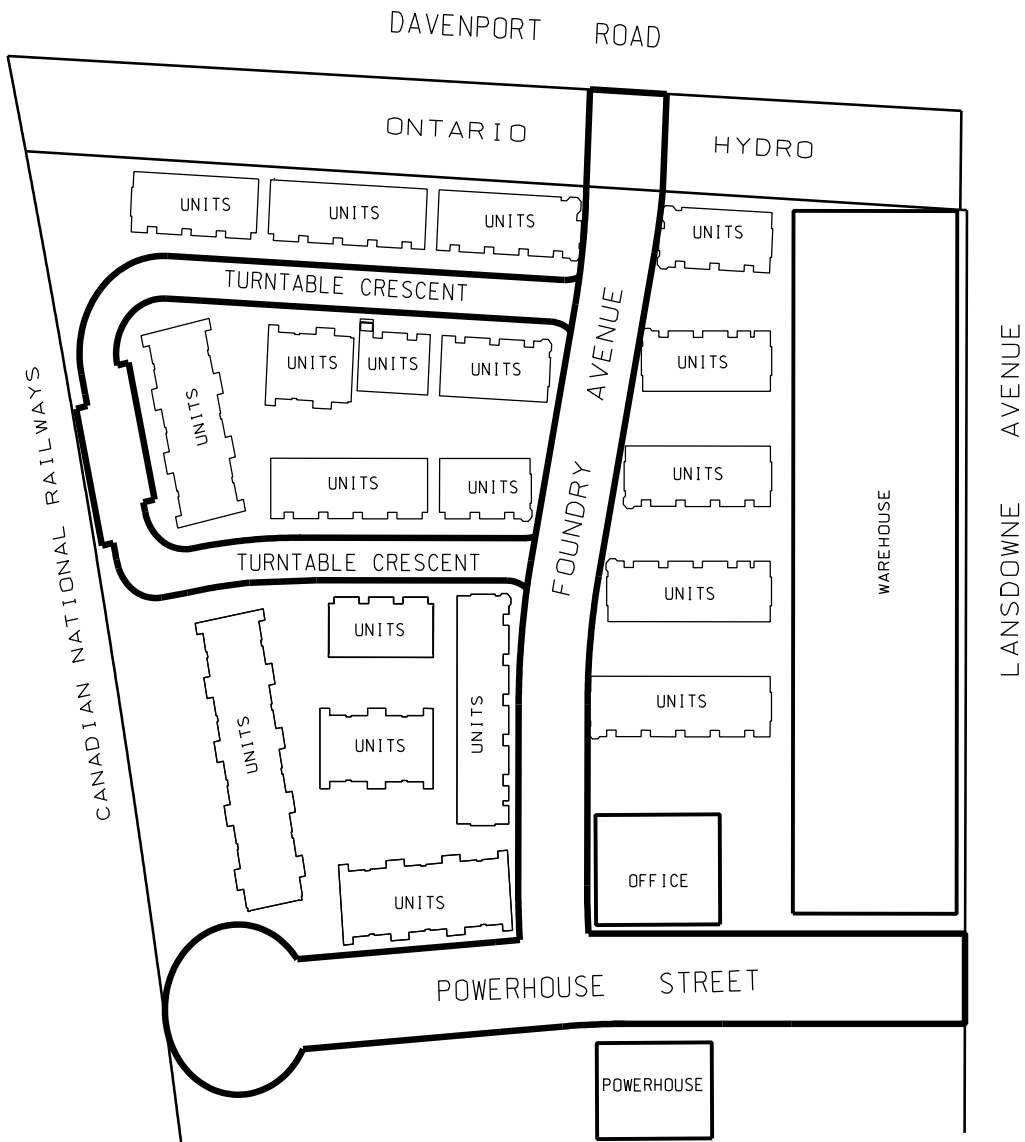 DAVENPORT ROAD
ONTARIO HYDRO
UNITS
UNITS
UNITS
UNITS
TURNTABLE CRESCENT
FOUNDRY AVENUE
UNITS
UNITS
UNITS
UNITS
UNITS
CANADIAN NATIONAL RAILWAYS
LANSDOWNE AVENUE
UNITS
UNITS
UNITS
WAREHOUSE
TURNTABLE CRESCENT
UNITS
UNITS
UNITS
UNITS
UNITS
UNITS
UNITS
OFFICE
POWERHOUSE STREET
POWERHOUSE